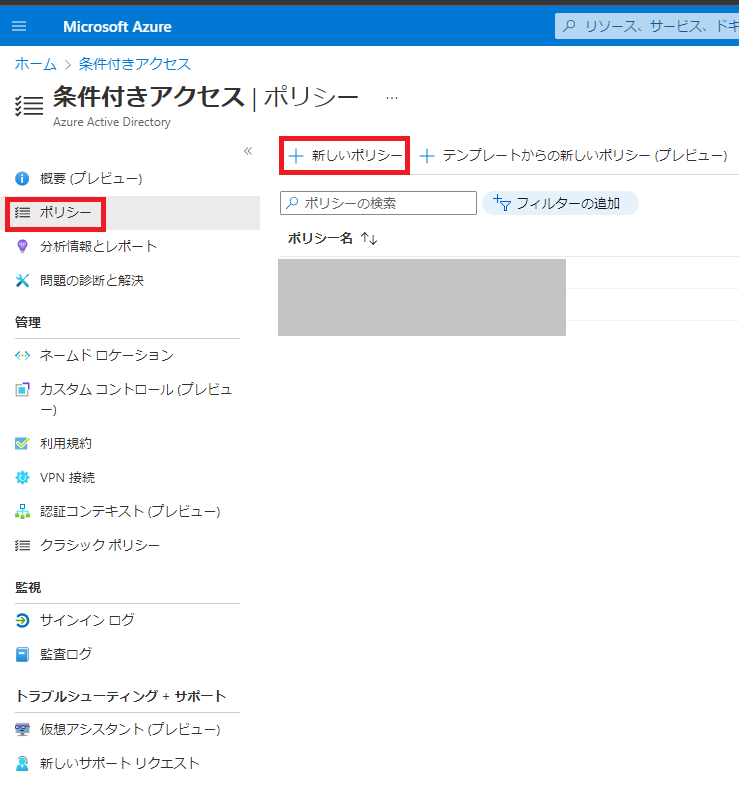 Microsoft Azure
リソース、サービス、ドキ
ホーム > 条件付きアクセス
条件付きアクセス | ポリシー ...
Azure Active Directory
«
概要 (プレビュー)
ポリシー
分析情報とレポート
問題の診断と解決
管理
ネームド ロケーション
カスタム コントロール (プレビュ
ー)
利用規約
VPN 接続
認証コンテキスト (プレビュー)
クラシック ポリシー
監視
サインイン ログ
監査ログ
トラブルシューティング + サポート
仮想アシスタント (プレビュー)
新しいサポート リクエスト
+ 新しいポリシー + テンプレートからの新しいポリシー (プレビュー)
ポリシーの検索
フィルターの追加
ポリシー名 ↑↓